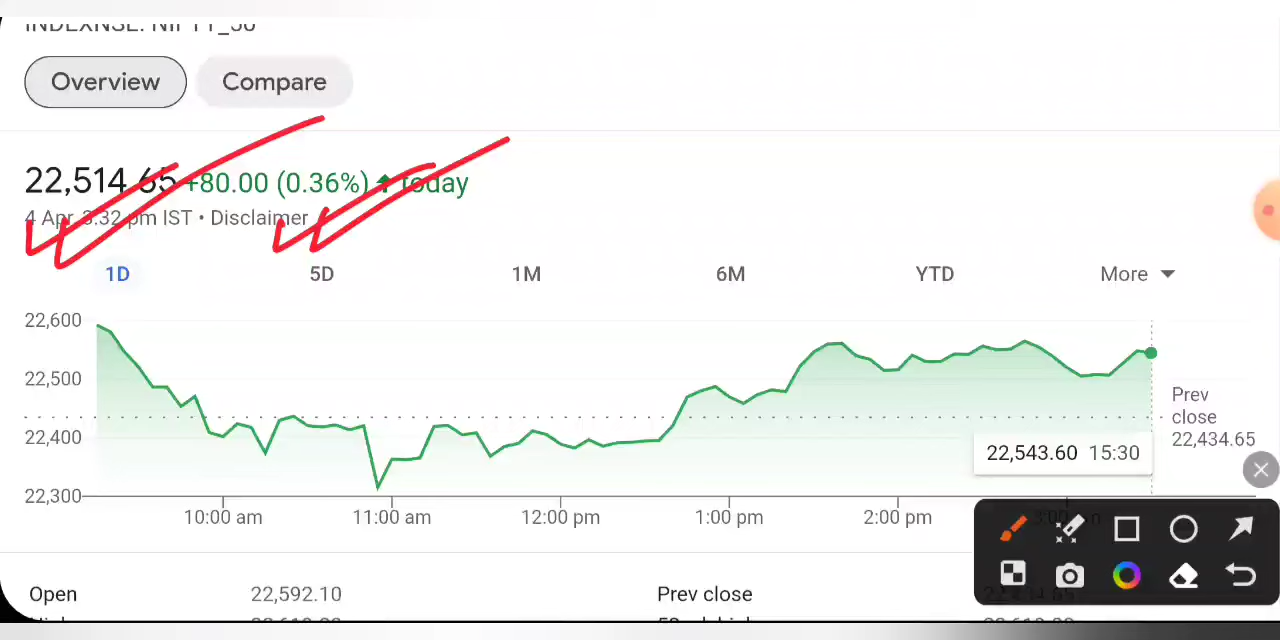 INDEXNSE: NIFTY_50
Overview Compare
22,514.65 +80.00 (0.36%) today
4 Apr, 3:32 pm IST • Disclaimer
1D 5D 1M 6M YTD More
22,600
22,500
22,400
22,300
Prev
close
22,434.65
22,543.60 15:30
10:00 am 11:00 am 12:00 pm 1:00 pm 2:00 pm
Open 22,592.10 Prev close